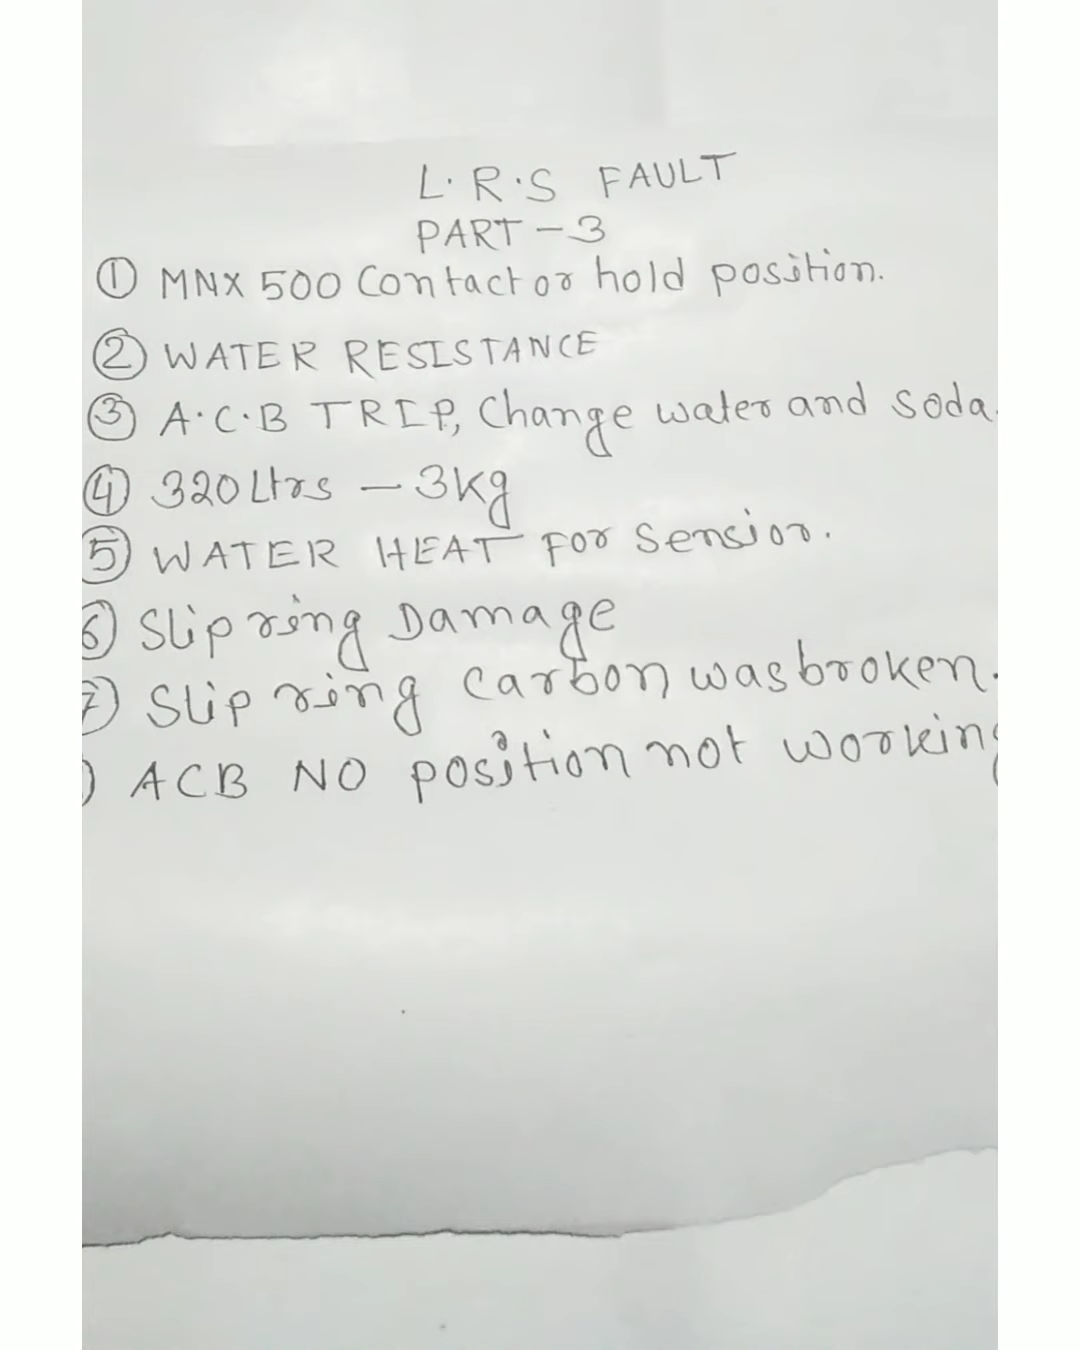 L.R.S FAULT
PART - 3
① MNX 500 Contactor hold position.
② WATER RESISTANCE
③ A.C.B TRIP, Change water and soda.
④ 320 Ltrs - 3kg
⑤ WATER HEAT FOR Sensior.
⑥ Slip ring Damage
⑦ Slip ring Carbon was broken.
) ACB NO position not working